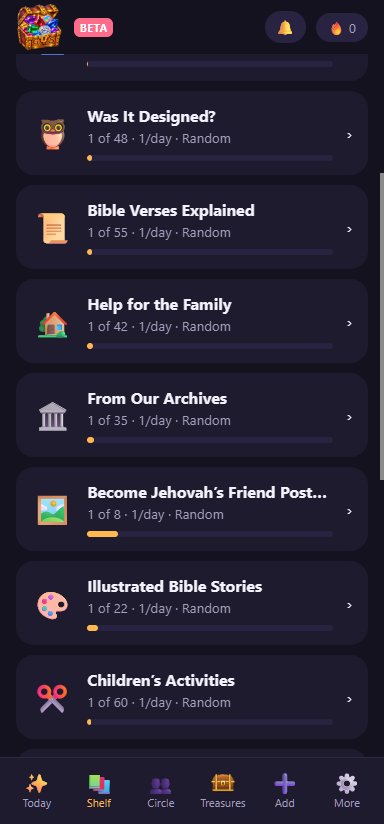 BETA
0
Was It Designed?
1 of 48 · 1/day · Random
Bible Verses Explained
1 of 55 · 1/day · Random
Help for the Family
1 of 42 · 1/day · Random
From Our Archives
1 of 35 · 1/day · Random
Become Jehovah’s Friend Post…
1 of 8 · 1/day · Random
Illustrated Bible Stories
1 of 22 · 1/day · Random
Children’s Activities
1 of 60 · 1/day · Random
Today Shelf Circle Treasures Add More